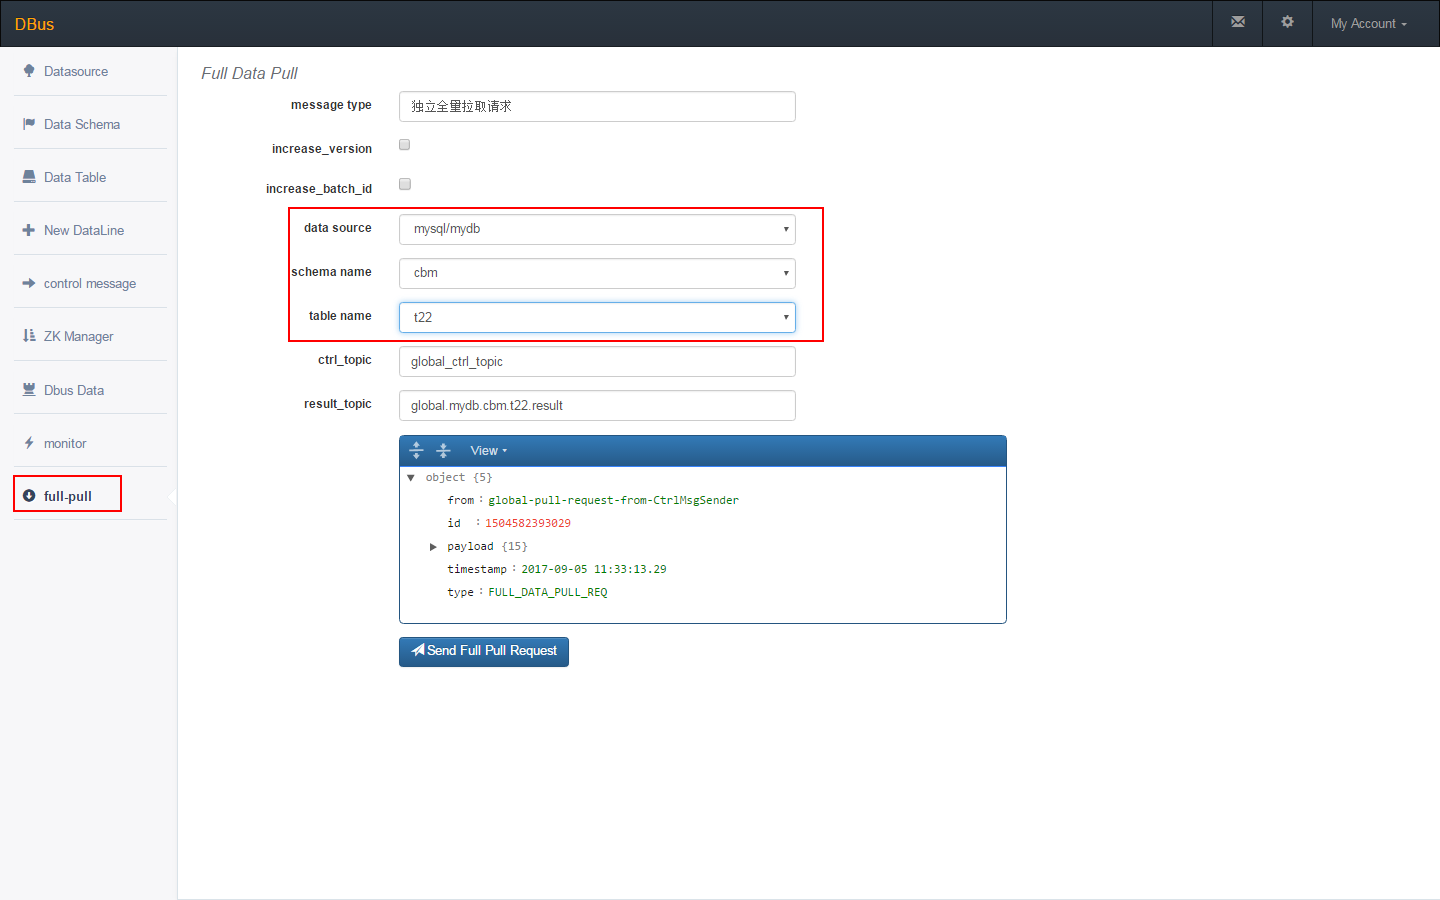 DBus
My Account
Datasource
Data Schema
Data Table
New DataLine
control message
ZK Manager
Dbus Data
monitor
full-pull
Full Data Pull
message type 独立全量拉取请求
increase_version
increase_batch_id
data source mysql/mydb
schema name cbm
table name t22
ctrl_topic global_ctrl_topic
result_topic global.mydb.cbm.t22.result
View
object {5}
from : global-pull-request-from-CtrlMsgSender
id : 1504582393029
payload {15}
timestamp : 2017-09-05 11:33:13.29
type : FULL_DATA_PULL_REQ
Send Full Pull Request